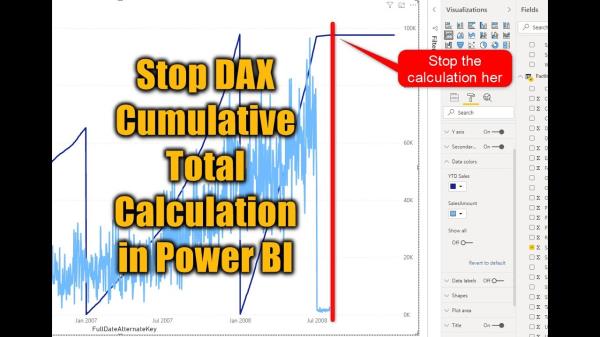 Visualizations
Fields
Search
Stop the
calculation her
Stop DAX
Cumulative
Total
Calculation
in Power BI
100K
80K
60K
40K
20K
0K
Jan 2007
Jul 2007
Jan 2008
Jul 2008
FullDateAlternateKey
Search
Y axis
On
Secondar...
On
Data colors
YTD Sales
SalesAmount
Show all
Off
Revert to default
Data labels
Off
Shapes
Plot area
Title
On